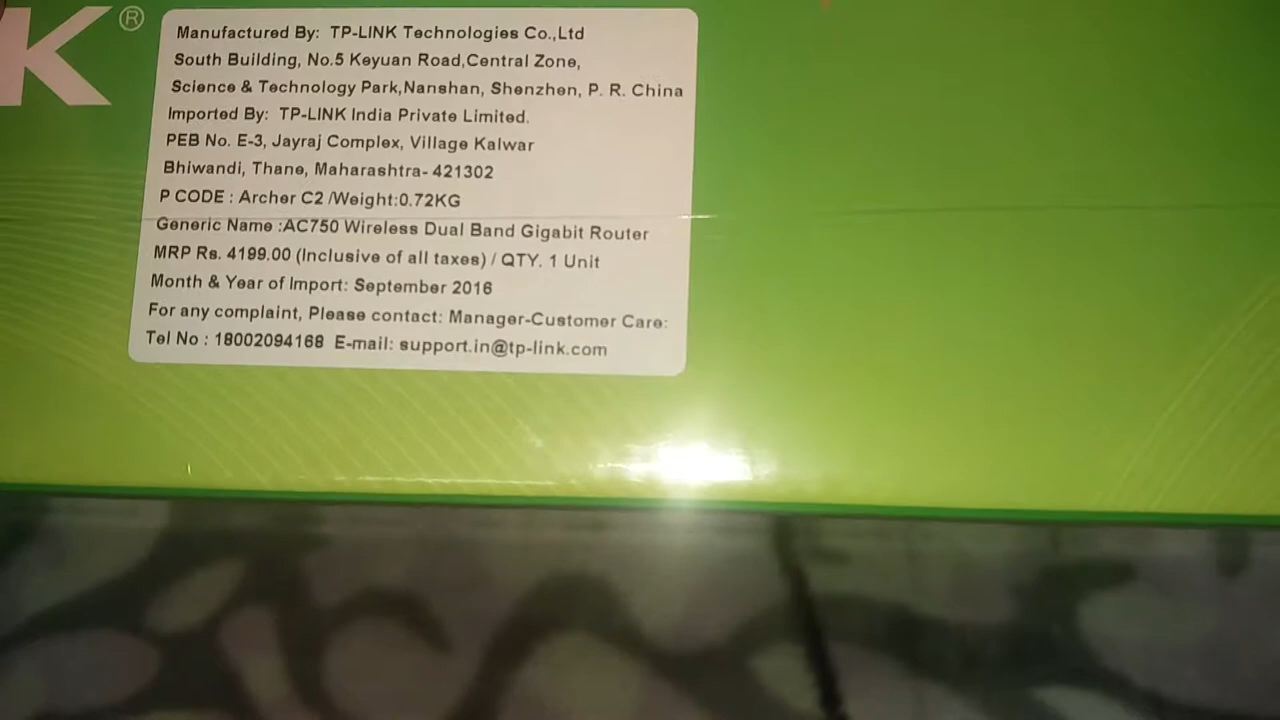 K®
Manufactured By: TP-LINK Technologies Co.,Ltd
South Building, No.5 Keyuan Road,Central Zone,
Science & Technology Park,Nanshan, Shenzhen, P. R. China
Imported By: TP-LINK India Private Limited.
PEB No. E-3, Jayraj Complex, Village Kalwar
Bhiwandi, Thane, Maharashtra- 421302
P CODE : Archer C2 /Weight:0.72KG
Generic Name :AC750 Wireless Dual Band Gigabit Router
MRP Rs. 4199.00 (Inclusive of all taxes) / QTY. 1 Unit
Month & Year of Import: September 2016
For any complaint, Please contact: Manager-Customer Care:
Tel No : 18002094168 E-mail: support.in@tp-link.com